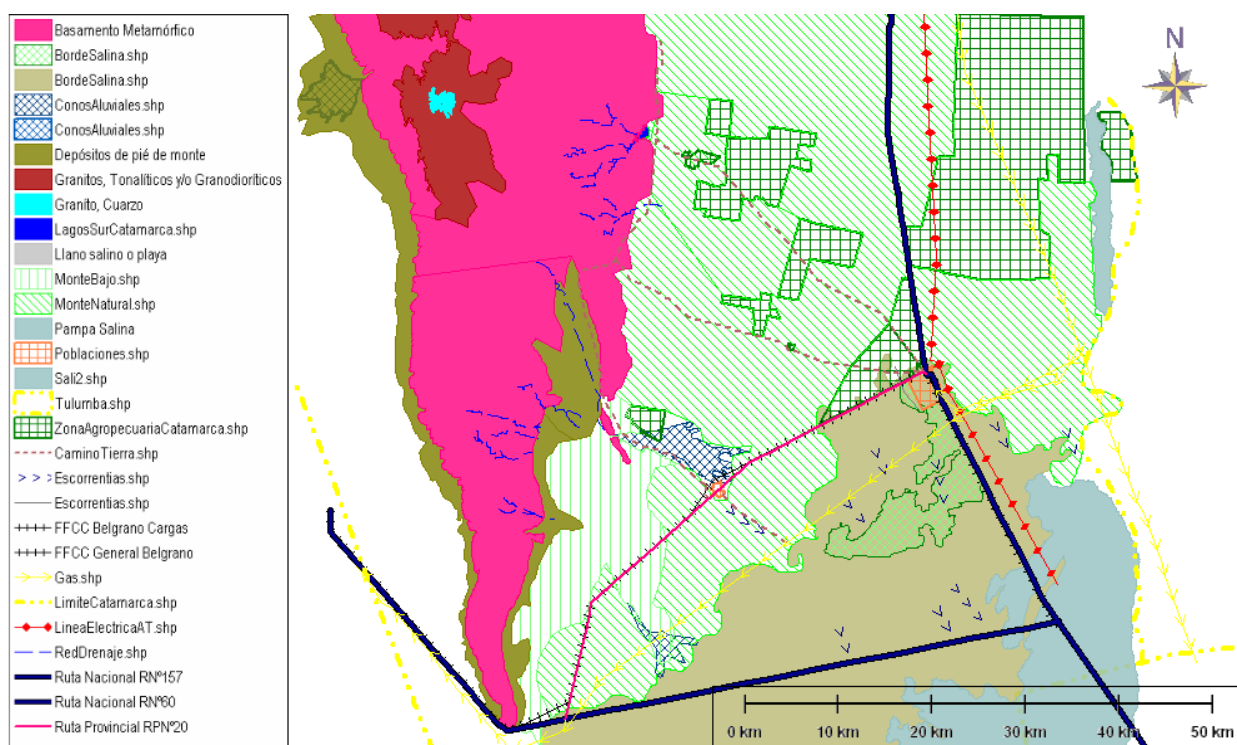 Basamento Metamórfico
BordeSalina.shp
BordeSalina.shp
ConosAluviales.shp
ConosAluviales.shp
Depósitos de pié de monte
Granitos, Tonalíticos y/o Granodioríticos
Graníto, Cuarzo
LagosSurCatamarca.shp
Llano salino o playa
MonteBajo.shp
MonteNatural.shp
Pampa Salina
Poblaciones.shp
Sali2.shp
Tulumba.shp
ZonaAgropecuariaCatamarca.shp
CaminoTierra.shp
Escorrentias.shp
Escorrentias.shp
FFCC Belgrano Cargas
FFCC General Belgrano
Gas.shp
LimiteCatamarca.shp
LineaElectricaAT.shp
RedDrenaje.shp
Ruta Nacional RNº157
Ruta Nacional RNº60
Ruta Provincial RPNº20
N
0 km 10 km 20 km 30 km 40 km 50 km